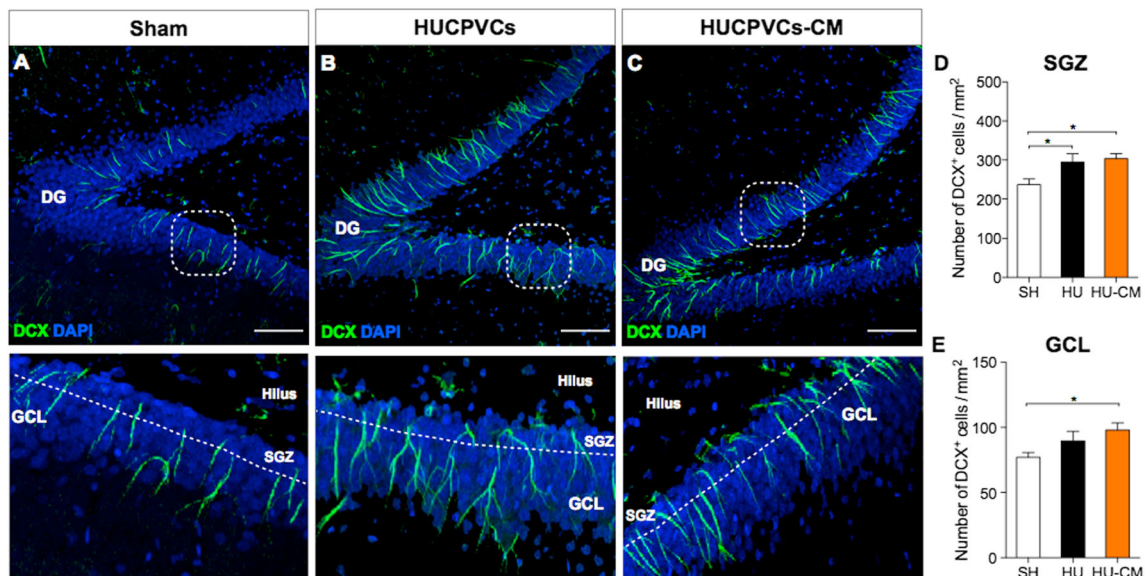 Sham
HUCPVCs
HUCPVCs-CM
A
DG
DCX DAPI
B
DG
DCX DAPI
C
DG
DCX DAPI
GCL
Hilus
SGZ
Hilus
SGZ
GCL
Hilus
GCL
SGZ
D
SGZ
Number of DCX⁺ cells / mm²
500
400
300
200
100
0
*
*
SH HU HU-CM
E
GCL
Number of DCX⁺ cells / mm²
150
100
50
0
*
SH HU HU-CM